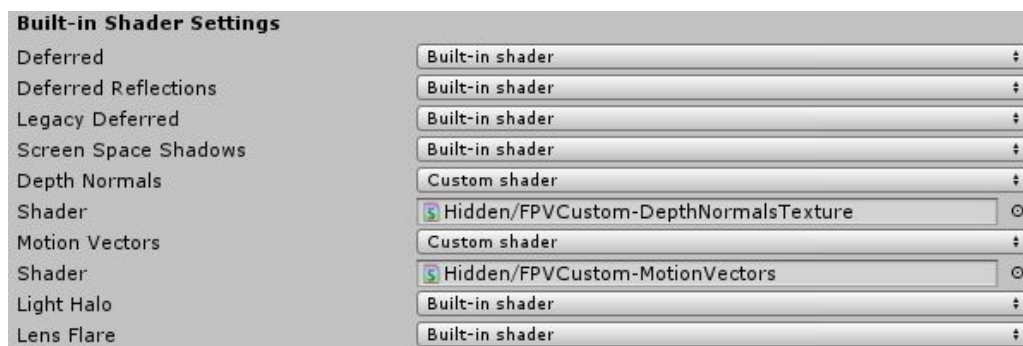 Built-in Shader Settings
Deferred Built-in shader
Deferred Reflections Built-in shader
Legacy Deferred Built-in shader
Screen Space Shadows Built-in shader
Depth Normals Custom shader
Shader Hidden/FPVCustom-DepthNormalsTexture
Motion Vectors Custom shader
Shader Hidden/FPVCustom-MotionVectors
Light Halo Built-in shader
Lens Flare Built-in shader